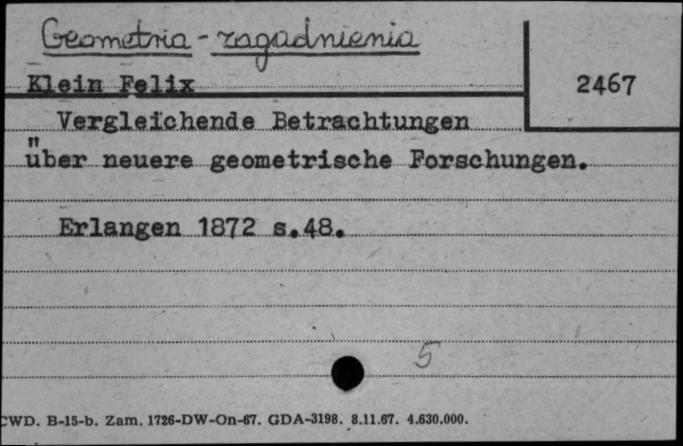 Geometria - zagadnienia
Klein Felix
2467
Vergleichende Betrachtungen
über neuere geometrische Forschungen.
Erlangen 1872 s.48.
5
CWD. B-15-b. Zam. 1726-DW-On-67. GDA-3198. 8.11.67. 4.630.000.